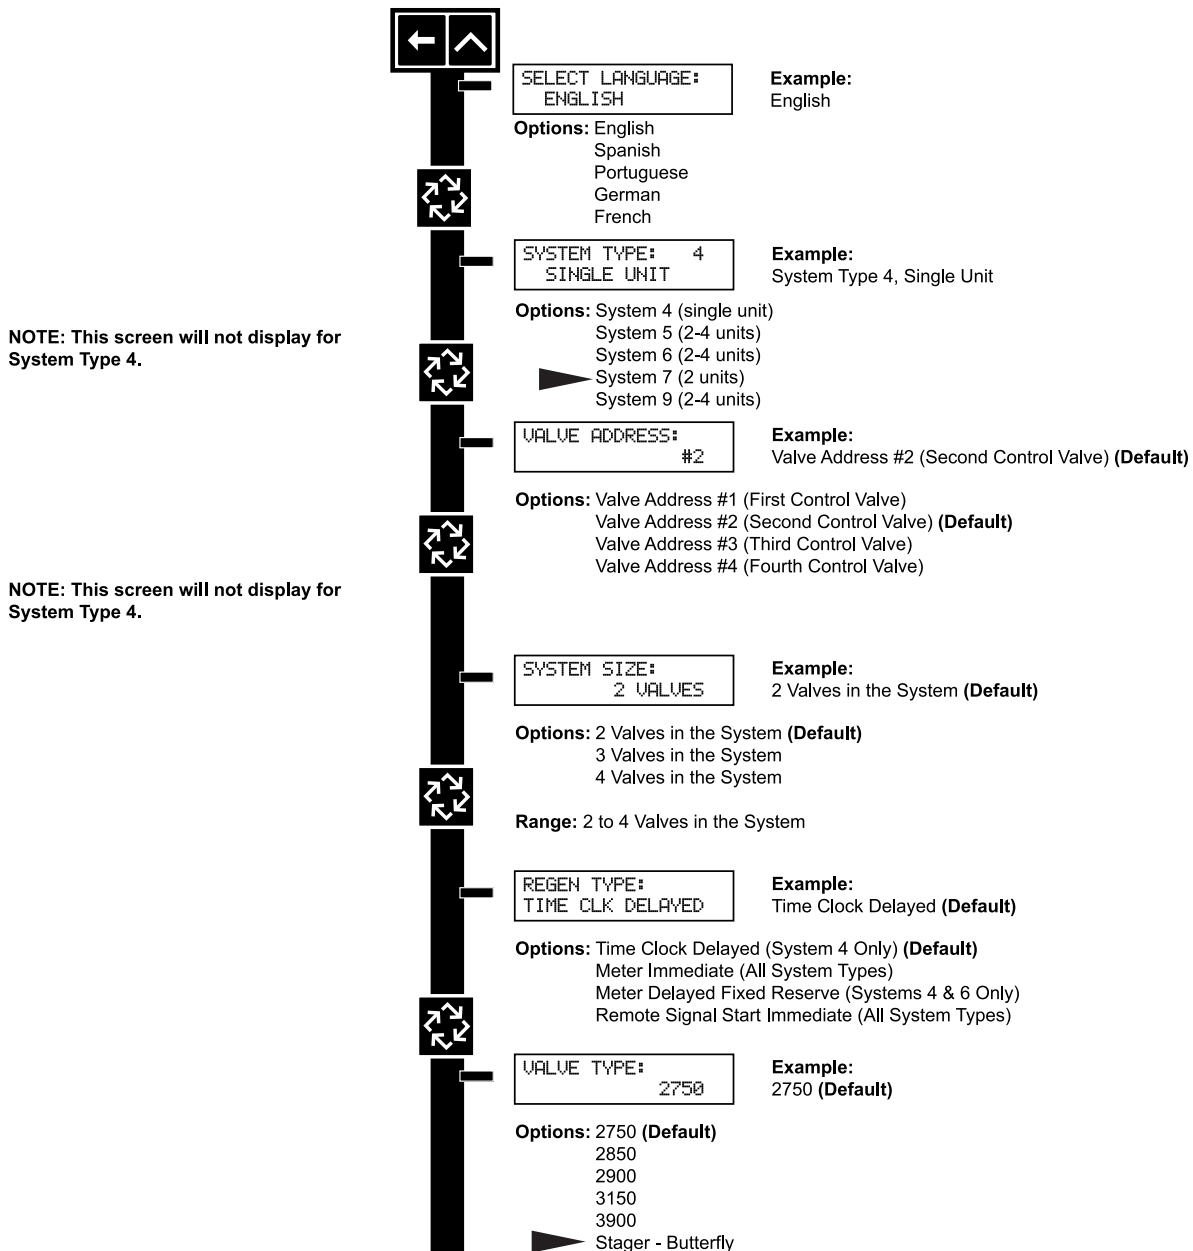 SELECT LANGUAGE:
ENGLISH
Example:
English
Options: English
Spanish
Portuguese
German
French
SYSTEM TYPE: 4
SINGLE UNIT
Example:
System Type 4, Single Unit
Options: System 4 (single unit)
System 5 (2-4 units)
System 6 (2-4 units)
System 7 (2 units)
System 9 (2-4 units)
NOTE: This screen will not display for
System Type 4.
VALVE ADDRESS:
#2
Example:
Valve Address #2 (Second Control Valve) (Default)
Options: Valve Address #1 (First Control Valve)
Valve Address #2 (Second Control Valve) (Default)
Valve Address #3 (Third Control Valve)
Valve Address #4 (Fourth Control Valve)
NOTE: This screen will not display for
System Type 4.
SYSTEM SIZE:
2 VALVES
Example:
2 Valves in the System (Default)
Options: 2 Valves in the System (Default)
3 Valves in the System
4 Valves in the System
Range: 2 to 4 Valves in the System
REGEN TYPE:
TIME CLK DELAYED
Example:
Time Clock Delayed (Default)
Options: Time Clock Delayed (System 4 Only) (Default)
Meter Immediate (All System Types)
Meter Delayed Fixed Reserve (Systems 4 & 6 Only)
Remote Signal Start Immediate (All System Types)
VALVE TYPE:
2750
Example:
2750 (Default)
Options: 2750 (Default)
2850
2900
3150
3900
Stager - Butterfly